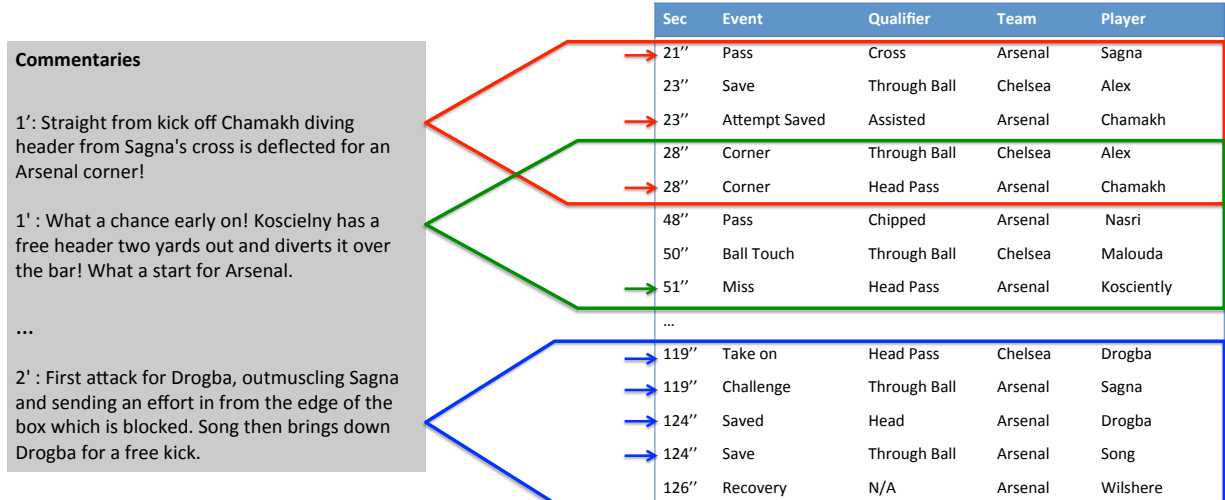 Commentaries
1’: Straight from kick off Chamakh diving
header from Sagna's cross is deflected for an
Arsenal corner!
1' : What a chance early on! Koscielny has a
free header two yards out and diverts it over
the bar! What a start for Arsenal.
...
2' : First attack for Drogba, outmuscling Sagna
and sending an effort in from the edge of the
box which is blocked. Song then brings down
Drogba for a free kick.
Sec Event Qualifier Team Player
21’’ Pass Cross Arsenal Sagna
23’’ Save Through Ball Chelsea Alex
23’’ Attempt Saved Assisted Arsenal Chamakh
28’’ Corner Through Ball Chelsea Alex
28’’ Corner Head Pass Arsenal Chamakh
48’’ Pass Chipped Arsenal Nasri
50’’ Ball Touch Through Ball Chelsea Malouda
51’’ Miss Head Pass Arsenal Kosciently
...
119’’ Take on Head Pass Chelsea Drogba
119’’ Challenge Through Ball Arsenal Sagna
124’’ Saved Head Arsenal Drogba
124’’ Save Through Ball Arsenal Song
126’’ Recovery N/A Arsenal Wilshere